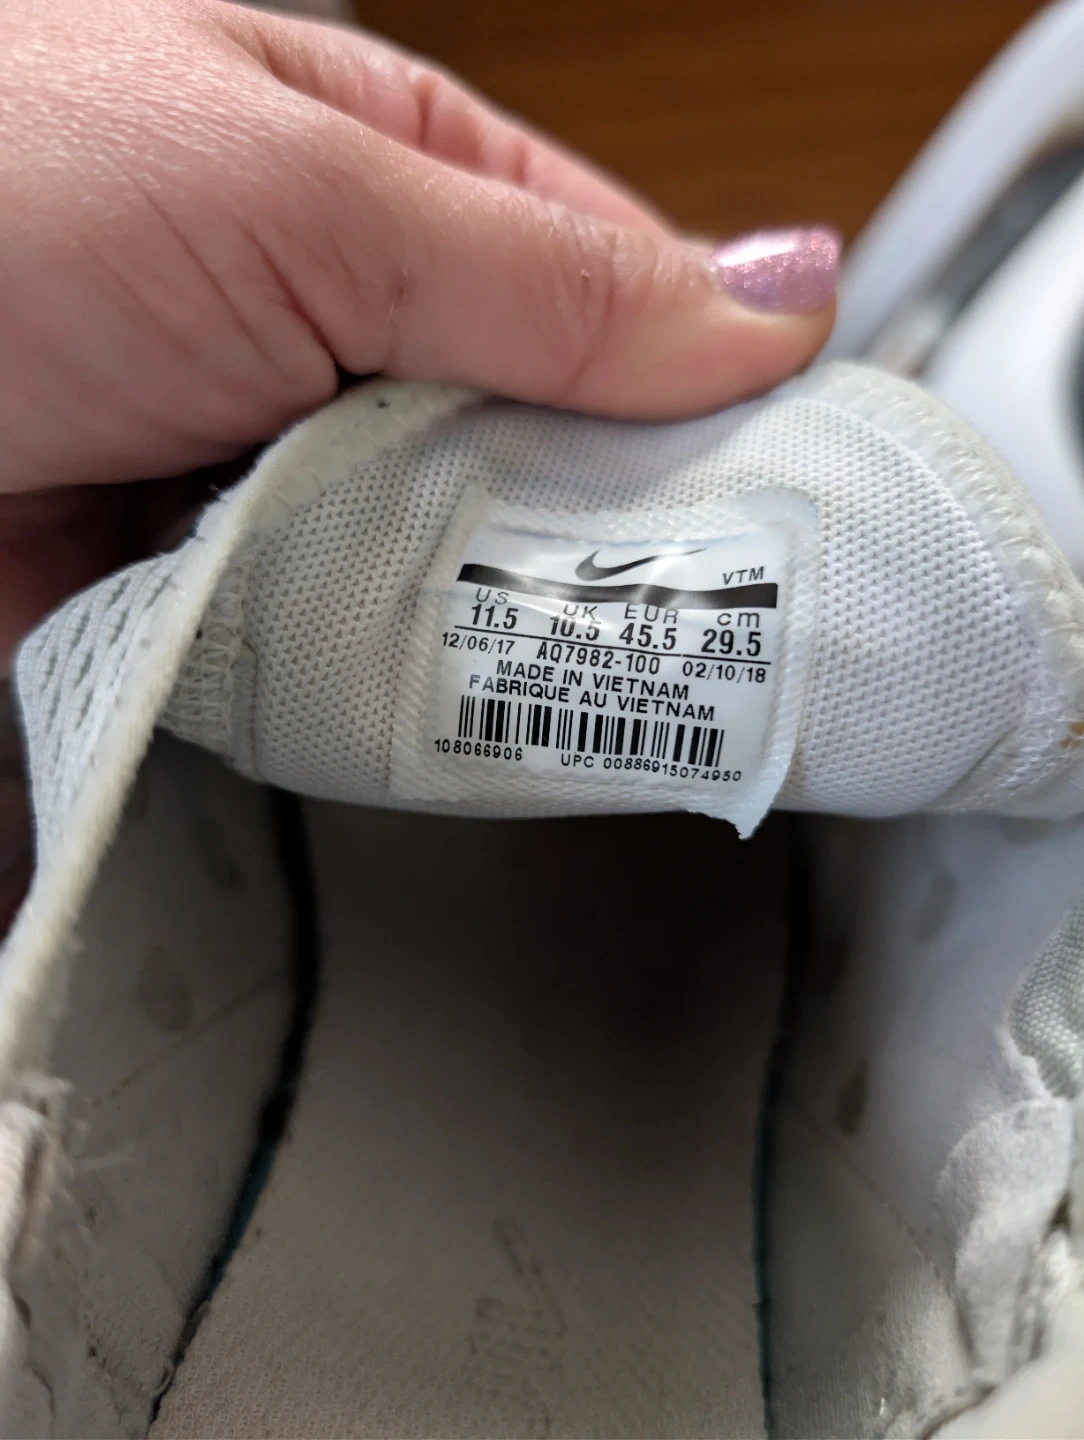 VTM
US UK EUR cm
11.5 10.5 45.5 29.5
12/06/17 AQ7982-100 02/10/18
MADE IN VIETNAM
FABRIQUE AU VIETNAM
108066906 UPC 00886915074950